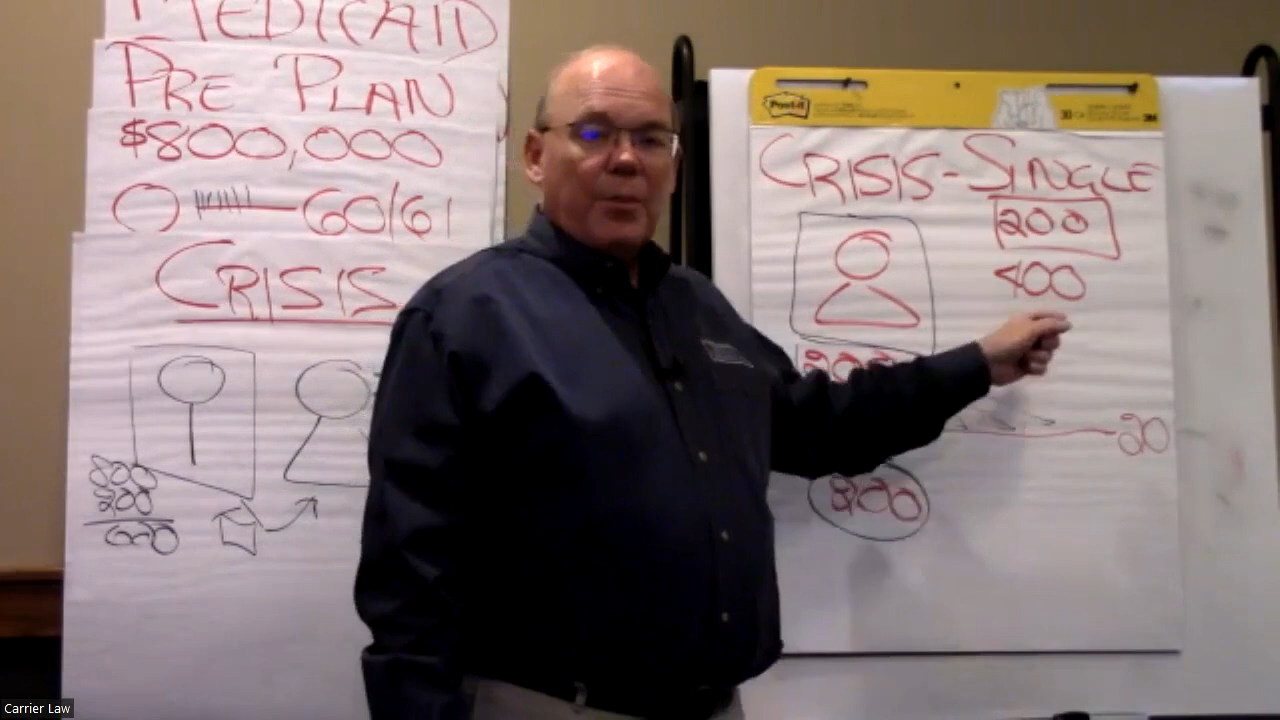 MEDICAID
PRE PLAN
$800,000
60/61
CRISIS
800
200
600
Post-it
3M
CRISIS-SINGLE
200
400
20
Carrier Law